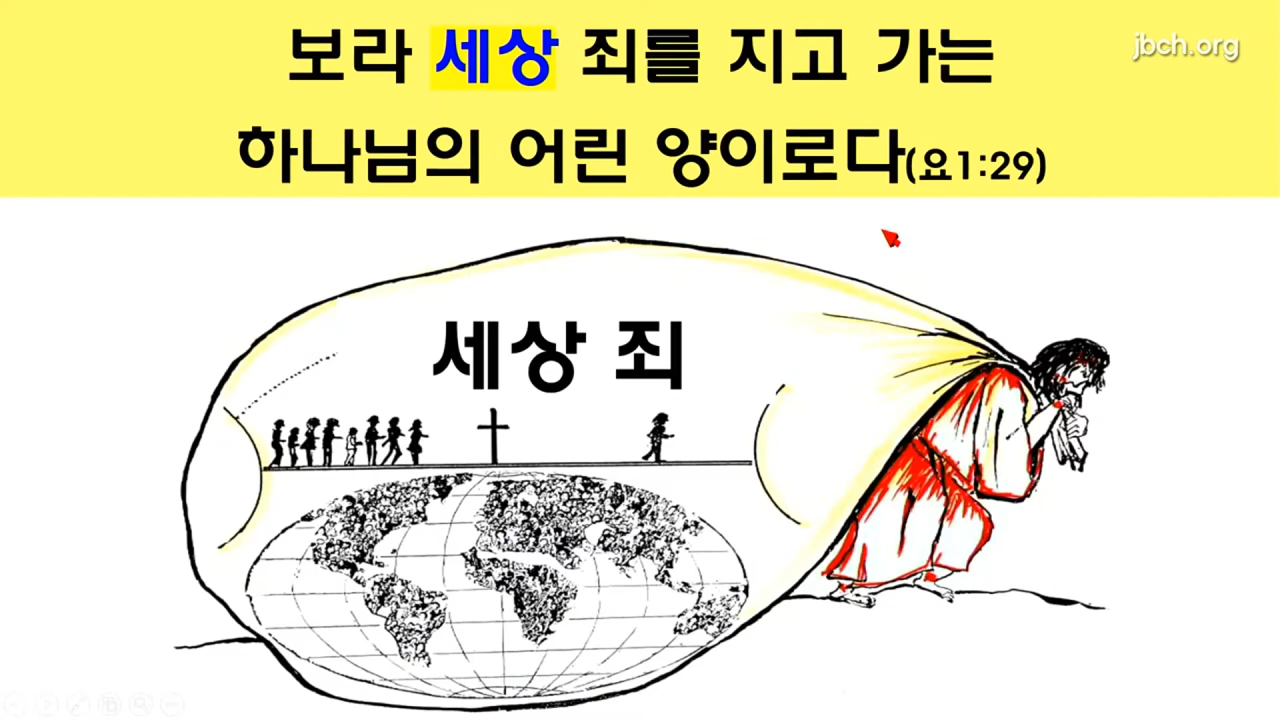 보라 세상 죄를 지고 가는
jbch.org
하나님의 어린 양이로다(요1:29)
세상 죄